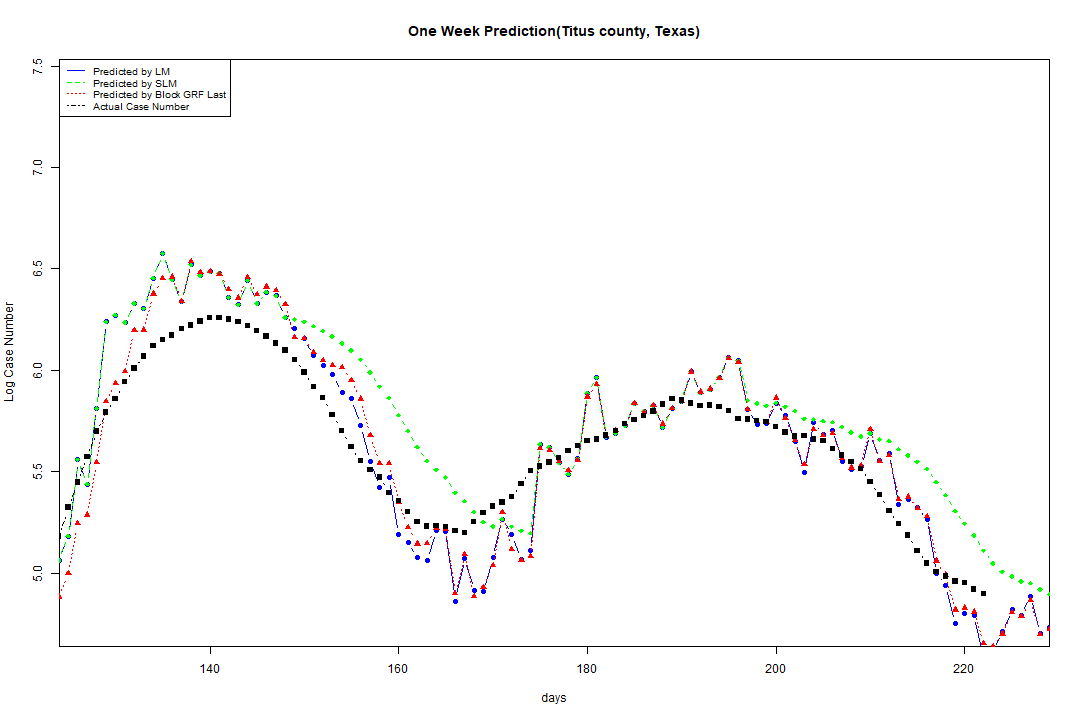 One Week Prediction(Titus county, Texas)
Predicted by LM
Predicted by SLM
Predicted by Block GRF Last
Actual Case Number
7.5
7.0
6.5
6.0
5.5
5.0
Log Case Number
140 160 180 200 220
days